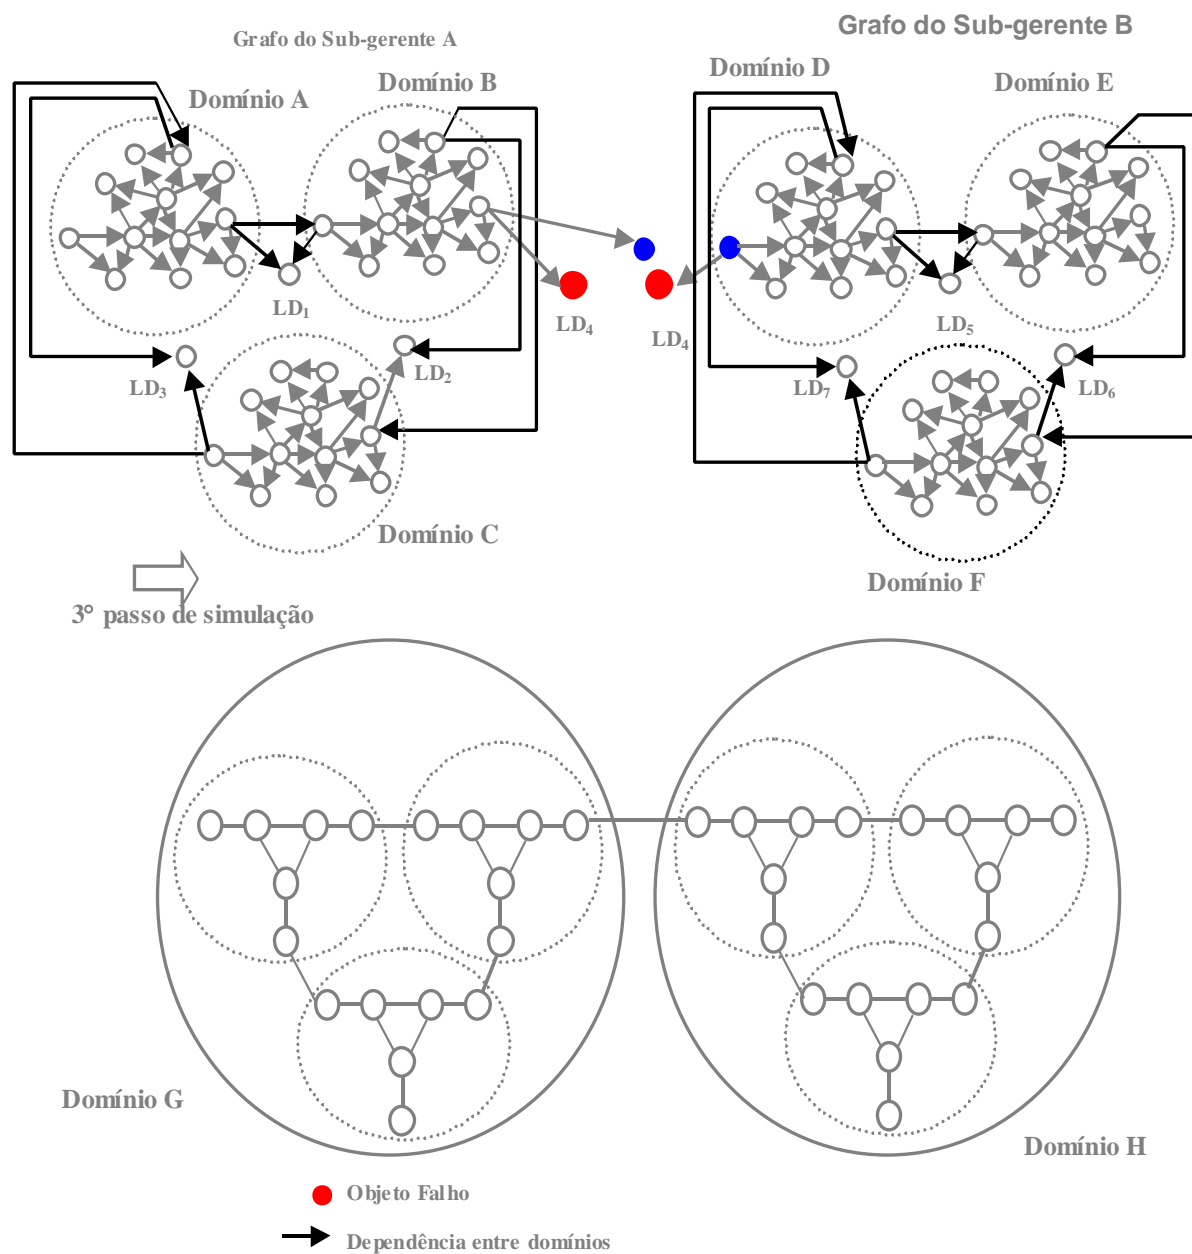 Grafo do Sub-gerente A
Grafo do Sub-gerente B
Domínio A
Domínio B
Domínio D
Domínio E
LD1
LD4
LD4
LD5
LD3
LD2
LD7
LD6
Domínio C
Domínio F
3° passo de simulação
Domínio G
Domínio H
Objeto Falho
Dependência entre domínios